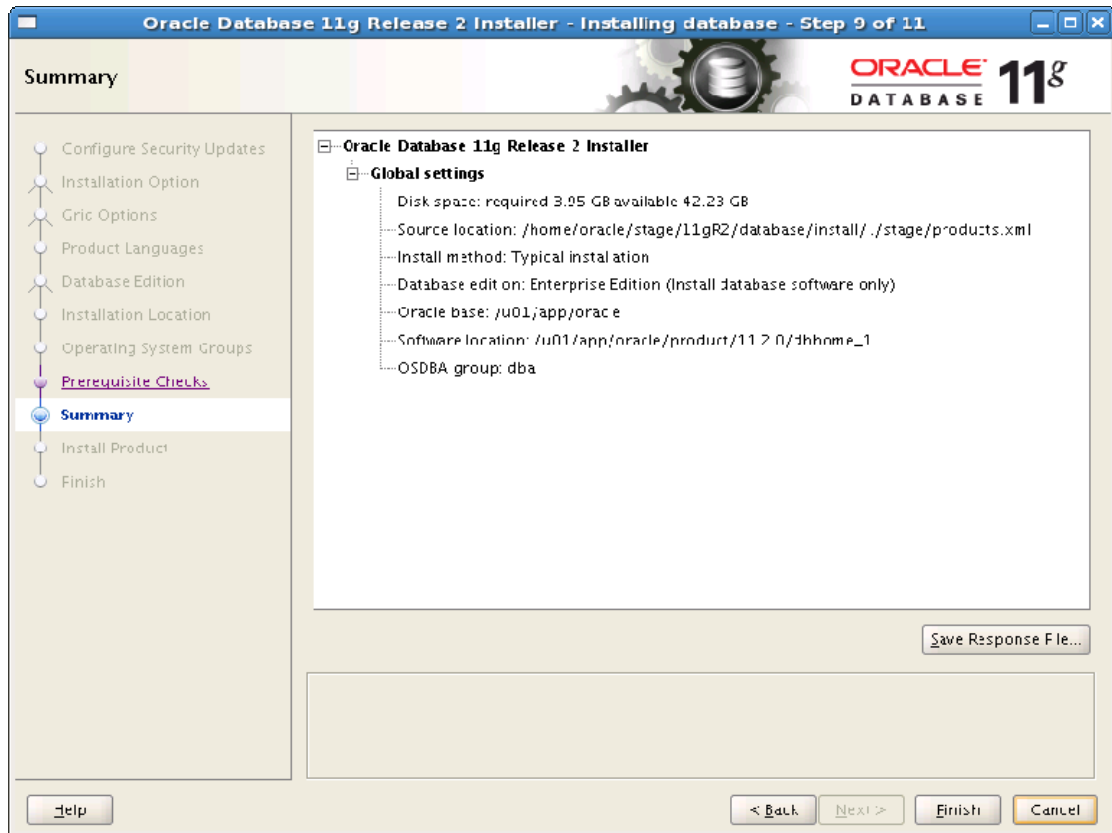 Oracle Database 11g Release 2 Installer - Installing database - Step 9 of 11
Summary
ORACLE
DATABASE 11g
Configure Security Updates
Installation Option
Gric Options
Product Languages
Database Edition
Installation Location
Operating System Groups
Prerequisite Checks
Summary
Install Product
Finish
Oracle Database 11g Release 2 Installer
Global settings
Disk space: required 3.95 GB available 42.23 GB
Source location: /home/oracle/stage/11gR2/database/install/../stage/products.xml
Install method: Typical installation
Database edition: Enterprise Edition (Install database software only)
Oracle base: /u01/app/oracle
Software location: /u01/app/oracle/product/11.2.0/dbhome_1
OSDBA group: dba
Save Response File...
Help
< Back
Next >
Finish
Cancel